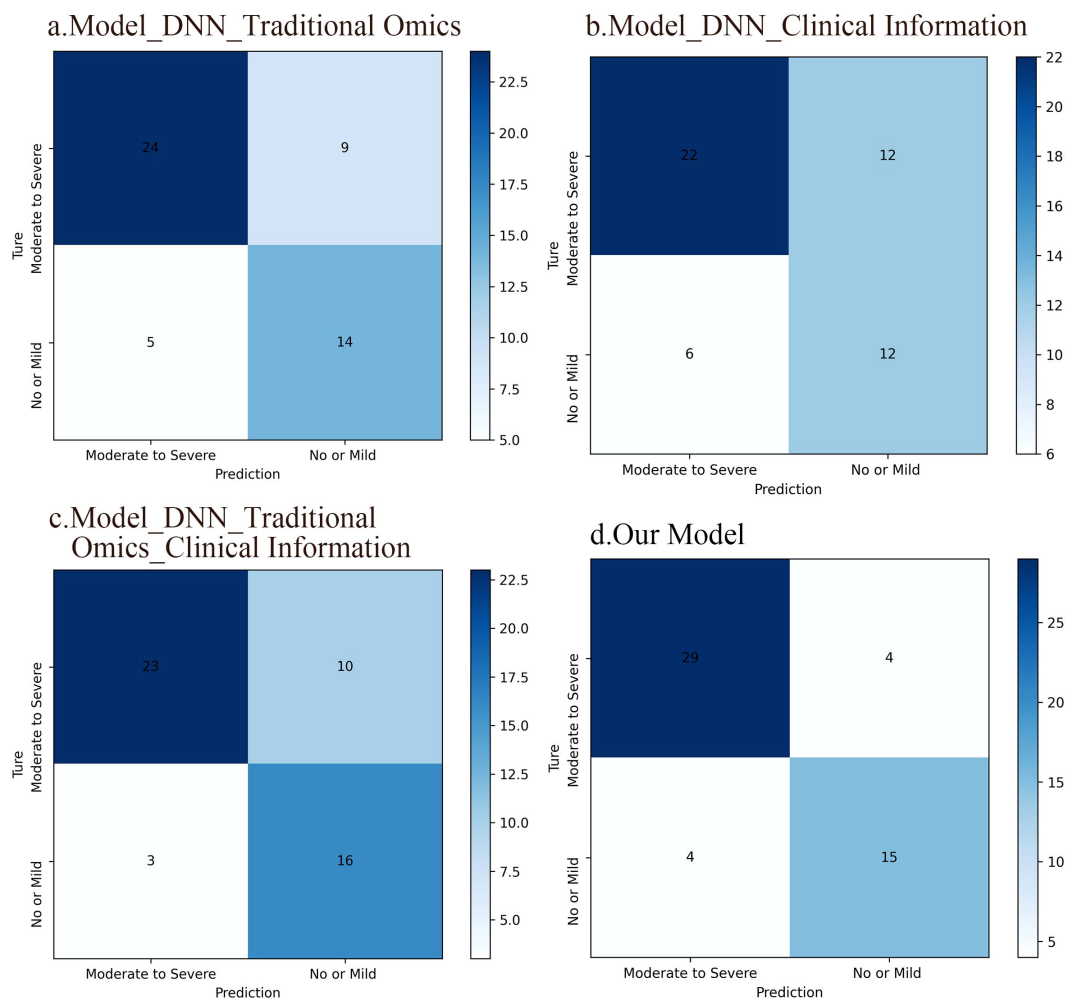 a.Model_DNN_Traditional Omics
24
9
5
14
Ture
Moderate to Severe
No or Mild
Moderate to Severe
No or Mild
Prediction
22.5
20.0
17.5
15.0
12.5
10.0
7.5
5.0
b.Model_DNN_Clinical Information
22
12
6
12
Ture
Moderate to Severe
No or Mild
Moderate to Severe
No or Mild
Prediction
22
20
18
16
14
12
10
8
6
c.Model_DNN_Traditional
Omics_Clinical Information
23
10
3
16
Ture
Moderate to Severe
No or Mild
Moderate to Severe
No or Mild
Prediction
22.5
20.0
17.5
15.0
12.5
10.0
7.5
5.0
d.Our Model
29
4
4
15
Ture
Moderate to Severe
No or Mild
Moderate to Severe
No or Mild
Prediction
25
20
15
10
5